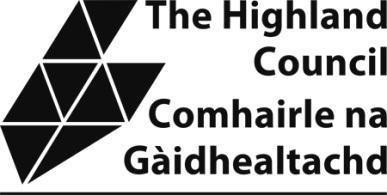 The Highland
Council
Comhairle na
Gàidhealtachd